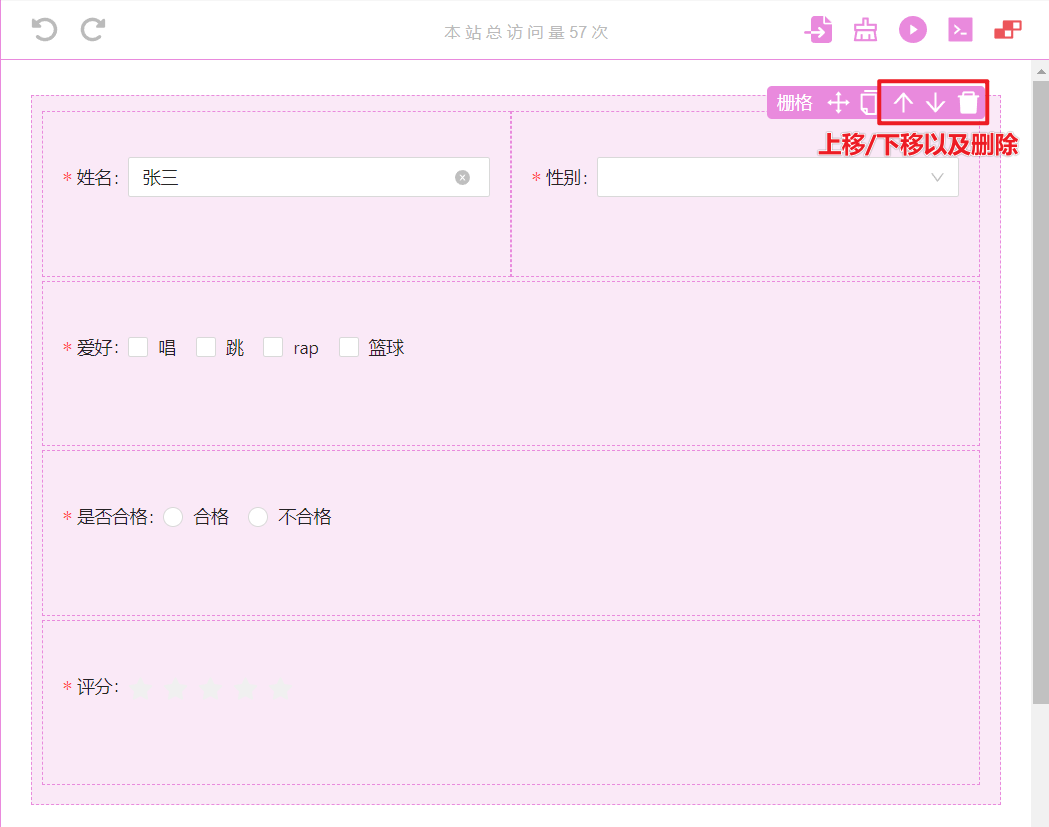 本站总访问量57次
栅格
上移/下移以及删除
*姓名: 张三 *性别:
*爱好: 唱 跳 rap 篮球
*是否合格: 合格 不合格
*评分: